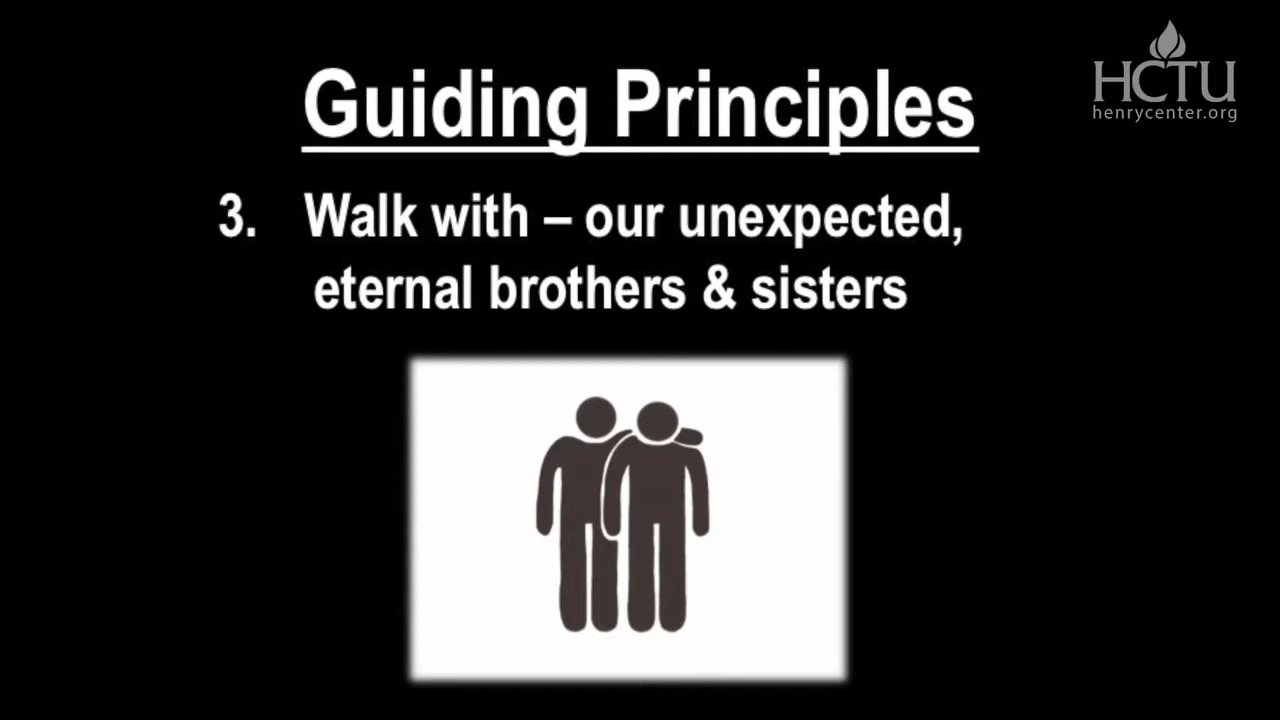 HCTU
henrycenter.org
Guiding Principles
3. Walk with – our unexpected,
eternal brothers & sisters